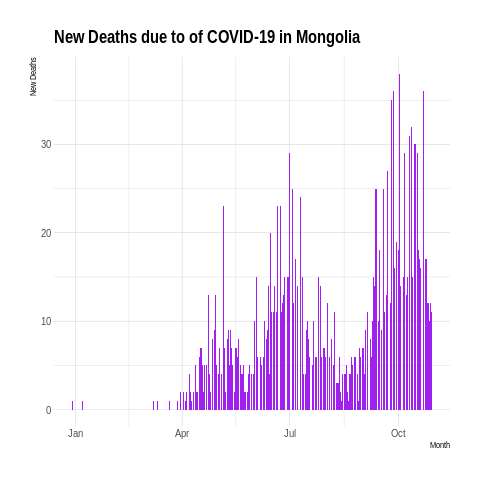 New Deaths due to of COVID-19 in Mongolia
New Deaths
30
20
10
0
Jan Apr Jul Oct
Month